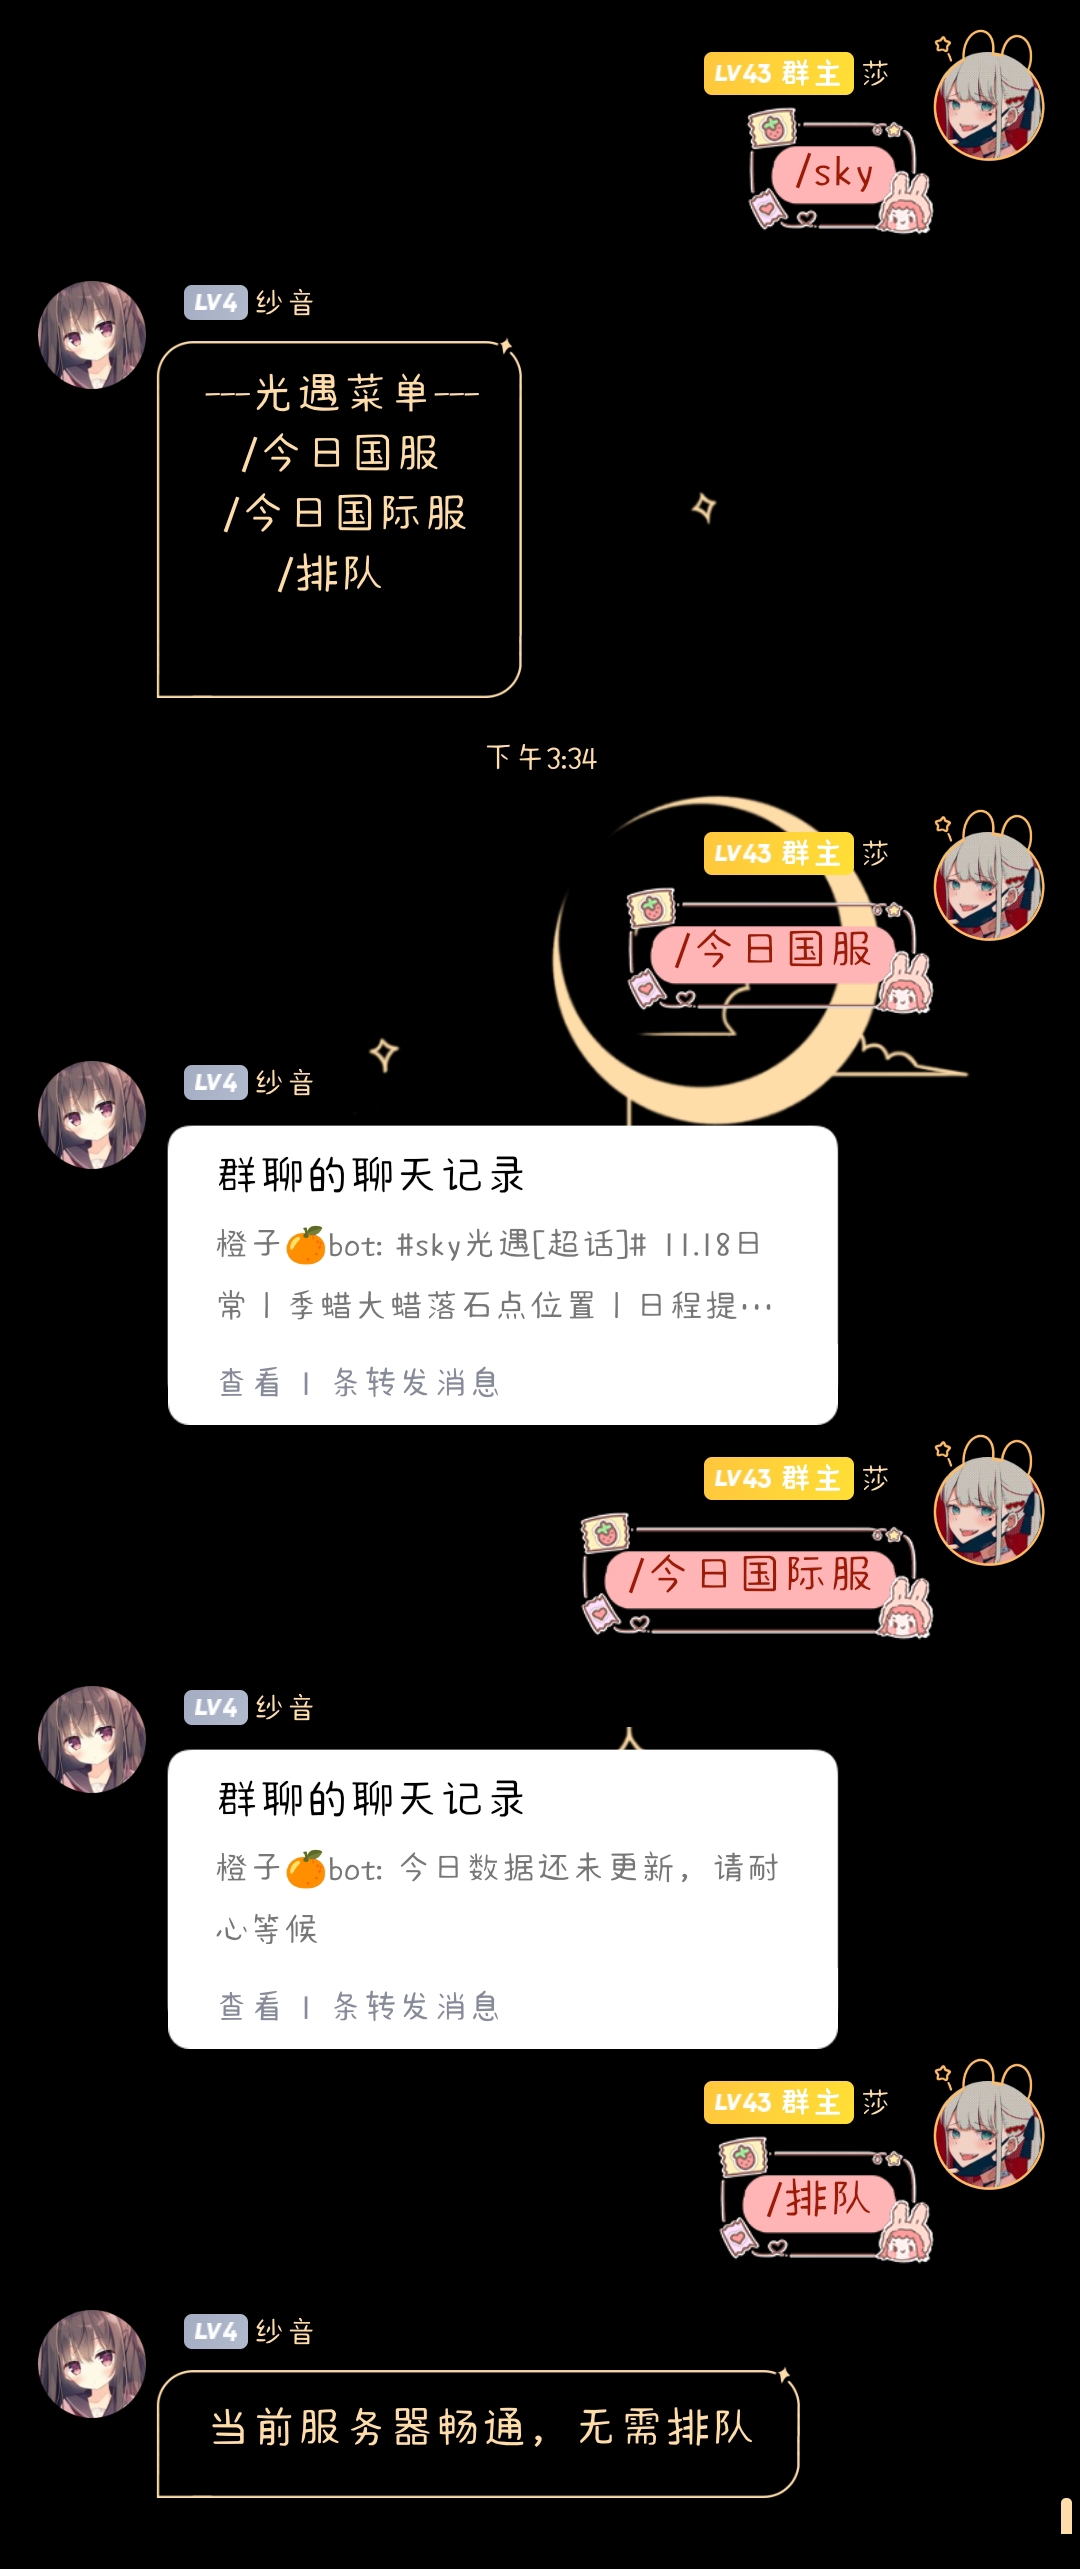 LV43 群主 莎
/sky
LV4 纱音
---光遇菜单---
/今日国服
/今日国际服
/排队
下午3:34
LV43 群主 莎
/今日国服
LV4 纱音
群聊的聊天记录
橙子🍊bot: #sky光遇[超话]# 11.18日
常丨季蜡大蜡落石点位置丨日程提…
查看1条转发消息
LV43 群主 莎
/今日国际服
LV4 纱音
群聊的聊天记录
橙子🍊bot: 今日数据还未更新，请耐
心等候
查看1条转发消息
LV43 群主 莎
/排队
LV4 纱音
当前服务器畅通，无需排队